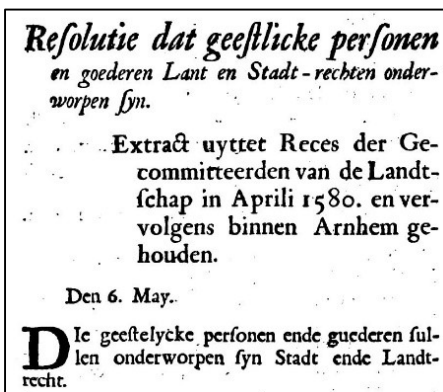 Reſolutie dat geeſtlicke perſonen
en goederen Lant en Stadt-rechten onder-
worpen ſyn.
Extract uyttet Reces der Ge-
committeerden van de Landt-
ſchap in Aprili 1580. en ver-
volgens binnen Arnhem ge-
houden.
Den 6. May.
DIe geeſtelycke perſonen ende guederen ſul-
len onderworpen ſyn Stadt ende Landt-
recht.